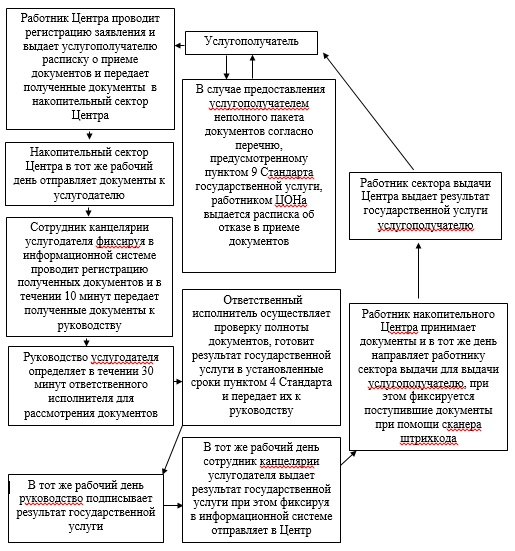 Работник Центра проводит
регистрацию заявления и
выдает услугополучателю
расписку о приеме
документов и передает
полученные документы в
накопительный сектор
Центра
Услугополучатель
В случае предоставления
услугополучателем
неполного пакета
документов согласно
перечню,
предусмотренному
пунктом 9 Стандарта
государственной услуги,
работником ЦОНа
выдается расписка об
отказе в приеме
документов
Накопительный сектор
Центра в тот же рабочий
день отправляет документы к
услугодателю
Работник сектора выдачи
Центра выдает результат
государственной услуги
услугополучателю
Сотрудник канцелярии
услугодателя фиксируя в
информационной системе
проводит регистрацию
полученных документов и в
течении 10 минут передает
полученные документы к
руководству
Ответственный
исполнитель осуществляет
проверку полноты
документов, готовит
результат государственной
услуги в установленные
сроки пунктом 4 Стандарта
и передает их к
руководству
Работник накопительного
Центра принимает
документы и в тот же день
направляет работнику
сектора выдачи для выдачи
услугополучателю, при
этом фиксируется
поступившие документы
при помощи сканера
штрихкода
Руководство услугодателя
определяет в течении 30
минут ответственного
исполнителя для
рассмотрения документов
В тот же рабочий день
сотрудник канцелярии
услугодателя выдает
результат государственной
услуги при этом фиксируя
в информационной системе
отправляет в Центр
В тот же рабочий день
руководство подписывает
результат государственной
услуги